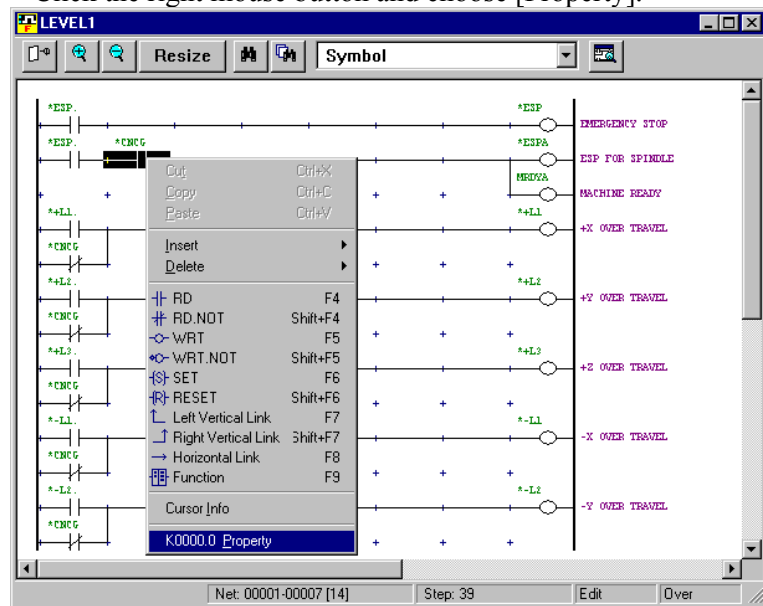 Click the right mouse button and choose [Property].
LEVEL1
Resize Symbol
*ESP. *ESP EMERGENCY STOP
*ESP. *CNCG *ESPA ESP FOR SPINDLE
MRDYA MACHINE READY
*+L1. *+L1 +X OVER TRAVEL
*CNCG
*+L2. *+L2 +Y OVER TRAVEL
*CNCG
*+L3. *+L3 +Z OVER TRAVEL
*CNCG
*-L1. *-L1 -X OVER TRAVEL
*CNCG
*-L2. *-L2 -Y OVER TRAVEL
*CNCG
Cut Ctrl+X
Copy Ctrl+C
Paste Ctrl+V
Insert
Delete
RD F4
RD.NOT Shift+F4
WRT F5
WRT.NOT Shift+F5
SET F6
RESET Shift+F6
Left Vertical Link F7
Right Vertical Link Shift+F7
Horizontal Link F8
Function F9
Cursor Info
K0000.0 Property
Net: 00001-00007 [14] Step: 39 Edit Over